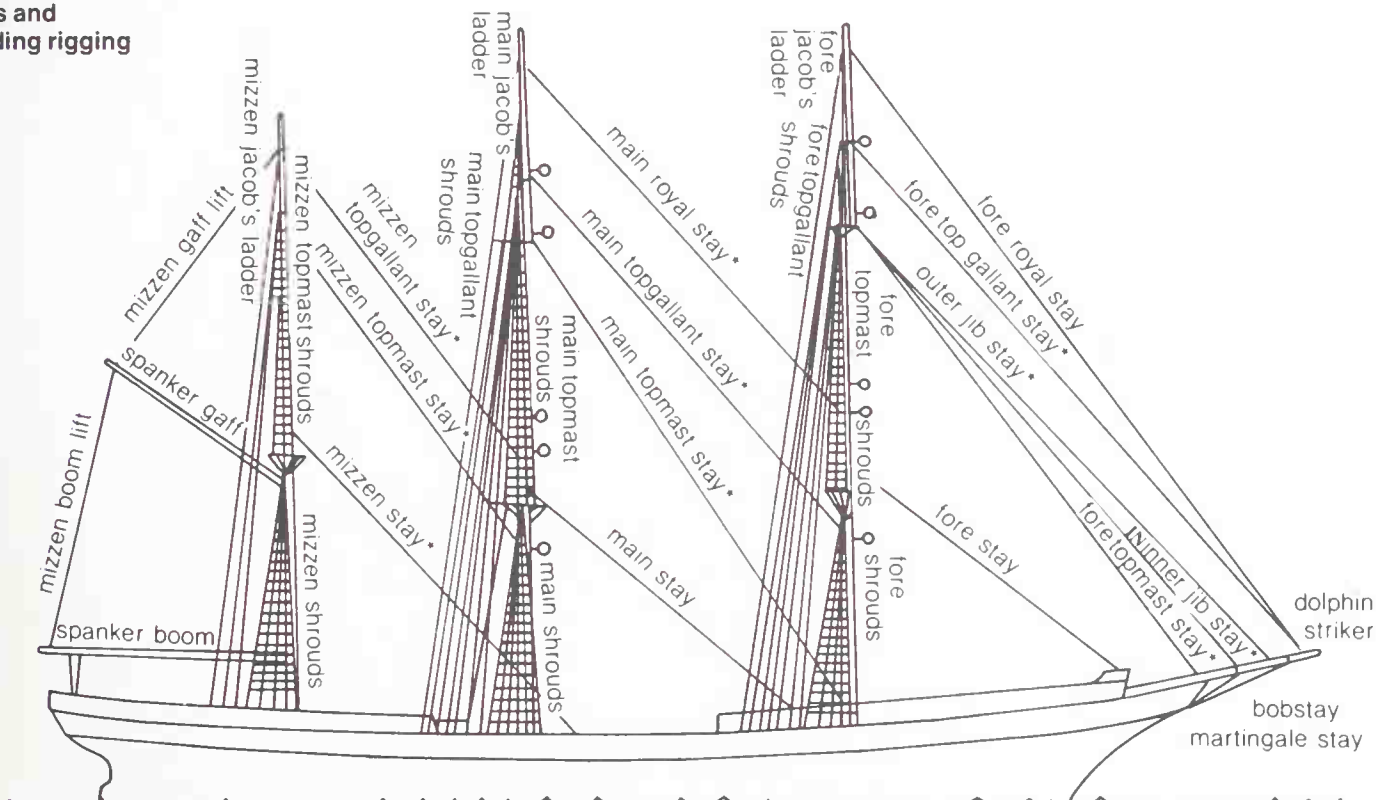 s and
ding rigging
mizzen jacob's ladder
mizzen gaff lift
mizzen topmast shrouds
mizzen
topgallant stay*
mizzen topmast stay*
spanker gaff
mizzen boom lift
mizzen stay*
mizzen shrouds
spanker boom
main jacob's
ladder
main topgallant
shrouds
main topmast
shrouds
main shrouds
main royal stay*
main topgallant stay*
main topmast stay*
main stay
fore
jacob's
ladder
fore topgallant
shrouds
fore
topmast
shrouds
fore
shrouds
fore royal stay
fore top gallant stay*
outer jib stay*
fore stay
inner jib stay*
foretopmast stay*
dolphin
striker
bobstay
martingale stay